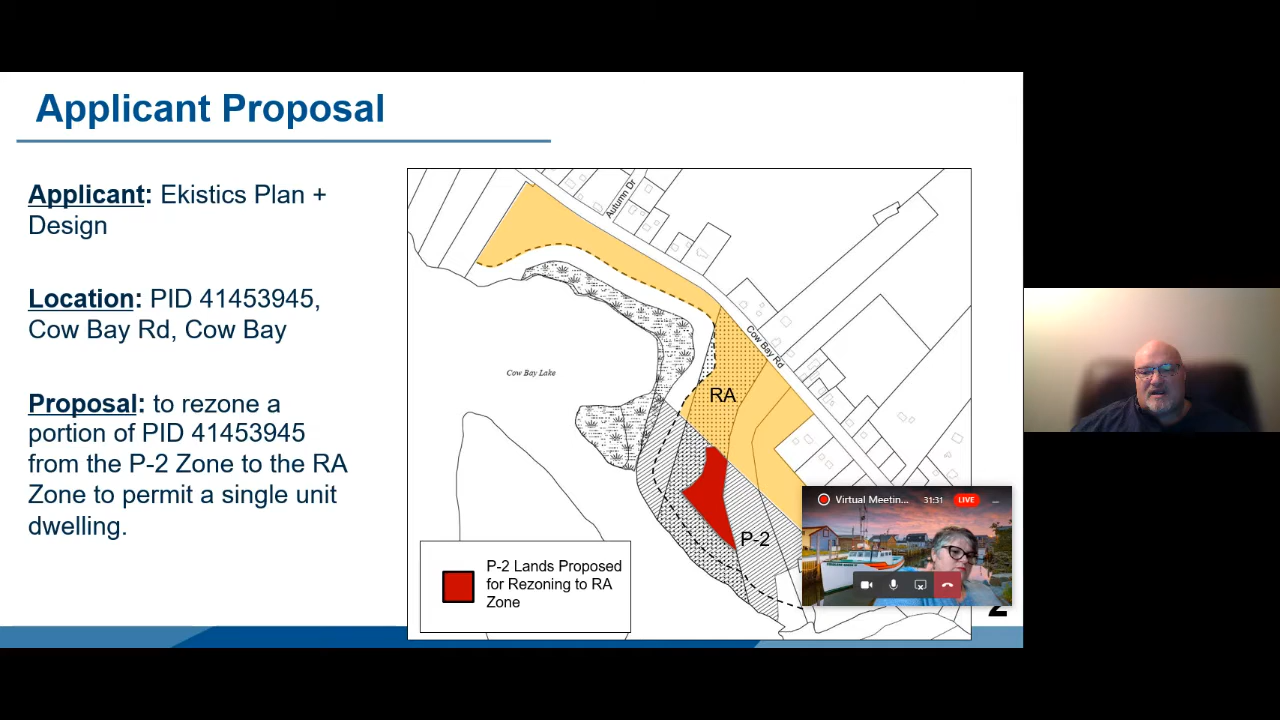 Applicant Proposal
Applicant: Ekistics Plan +
Design
Location: PID 41453945,
Cow Bay Rd, Cow Bay
Proposal: to rezone a
portion of PID 41453945
from the P-2 Zone to the RA
Zone to permit a single unit
dwelling.
Autumn Dr
Cow Bay Rd
Cow Bay Lake
RA
P-2
P-2 Lands Proposed
for Rezoning to RA
Zone
Virtual Meetin... 31:31 LIVE
2